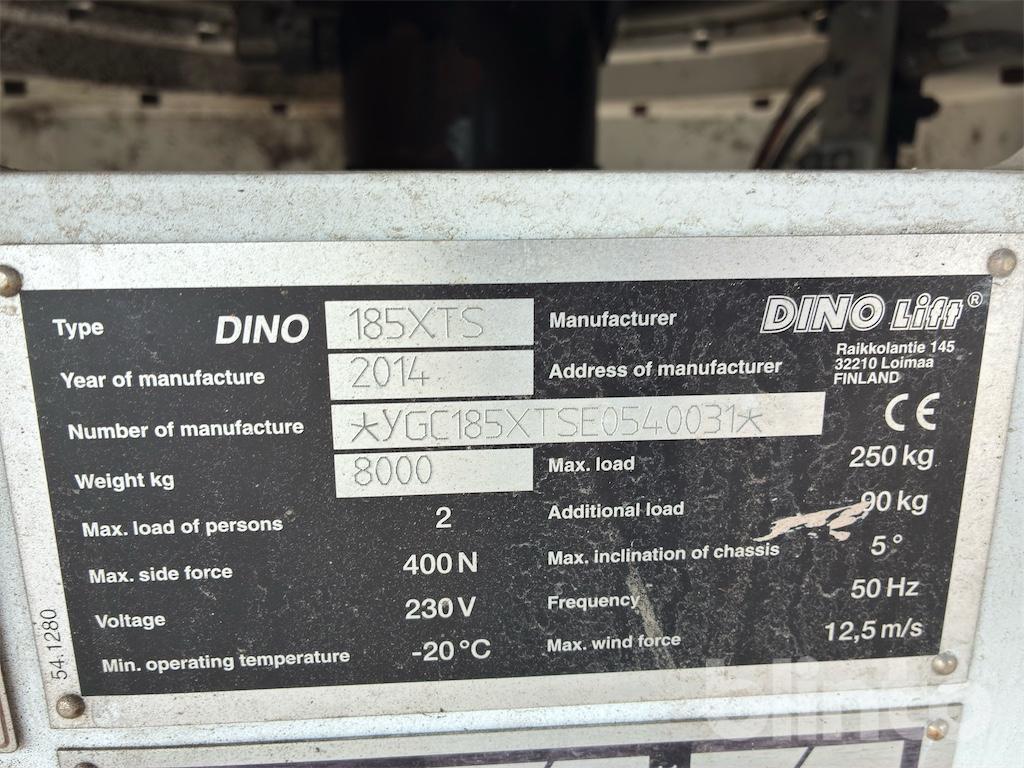 Type DINO 185XTS Manufacturer DINO Lift®
Raikkolantie 145
Year of manufacture 2014 Address of manufacturer 32210 Loimaa
FINLAND
Number of manufacture *YGC185XTSE0540031* CE
Weight kg 8000 Max. load 250 kg
Max. load of persons 2 Additional load 90 kg
Max. side force 400 N Max. inclination of chassis 5°
Voltage 230 V Frequency 50 Hz
Min. operating temperature -20°C Max. wind force 12,5 m/s
54.1280
blinto